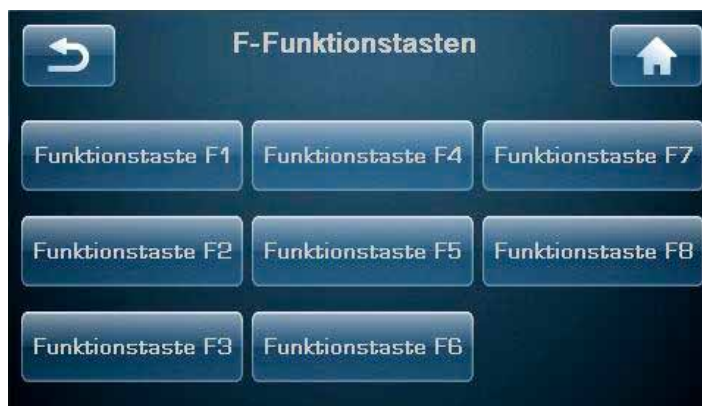 F-Funktionstasten
Funktionstaste F1 Funktionstaste F4 Funktionstaste F7
Funktionstaste F2 Funktionstaste F5 Funktionstaste F8
Funktionstaste F3 Funktionstaste F6